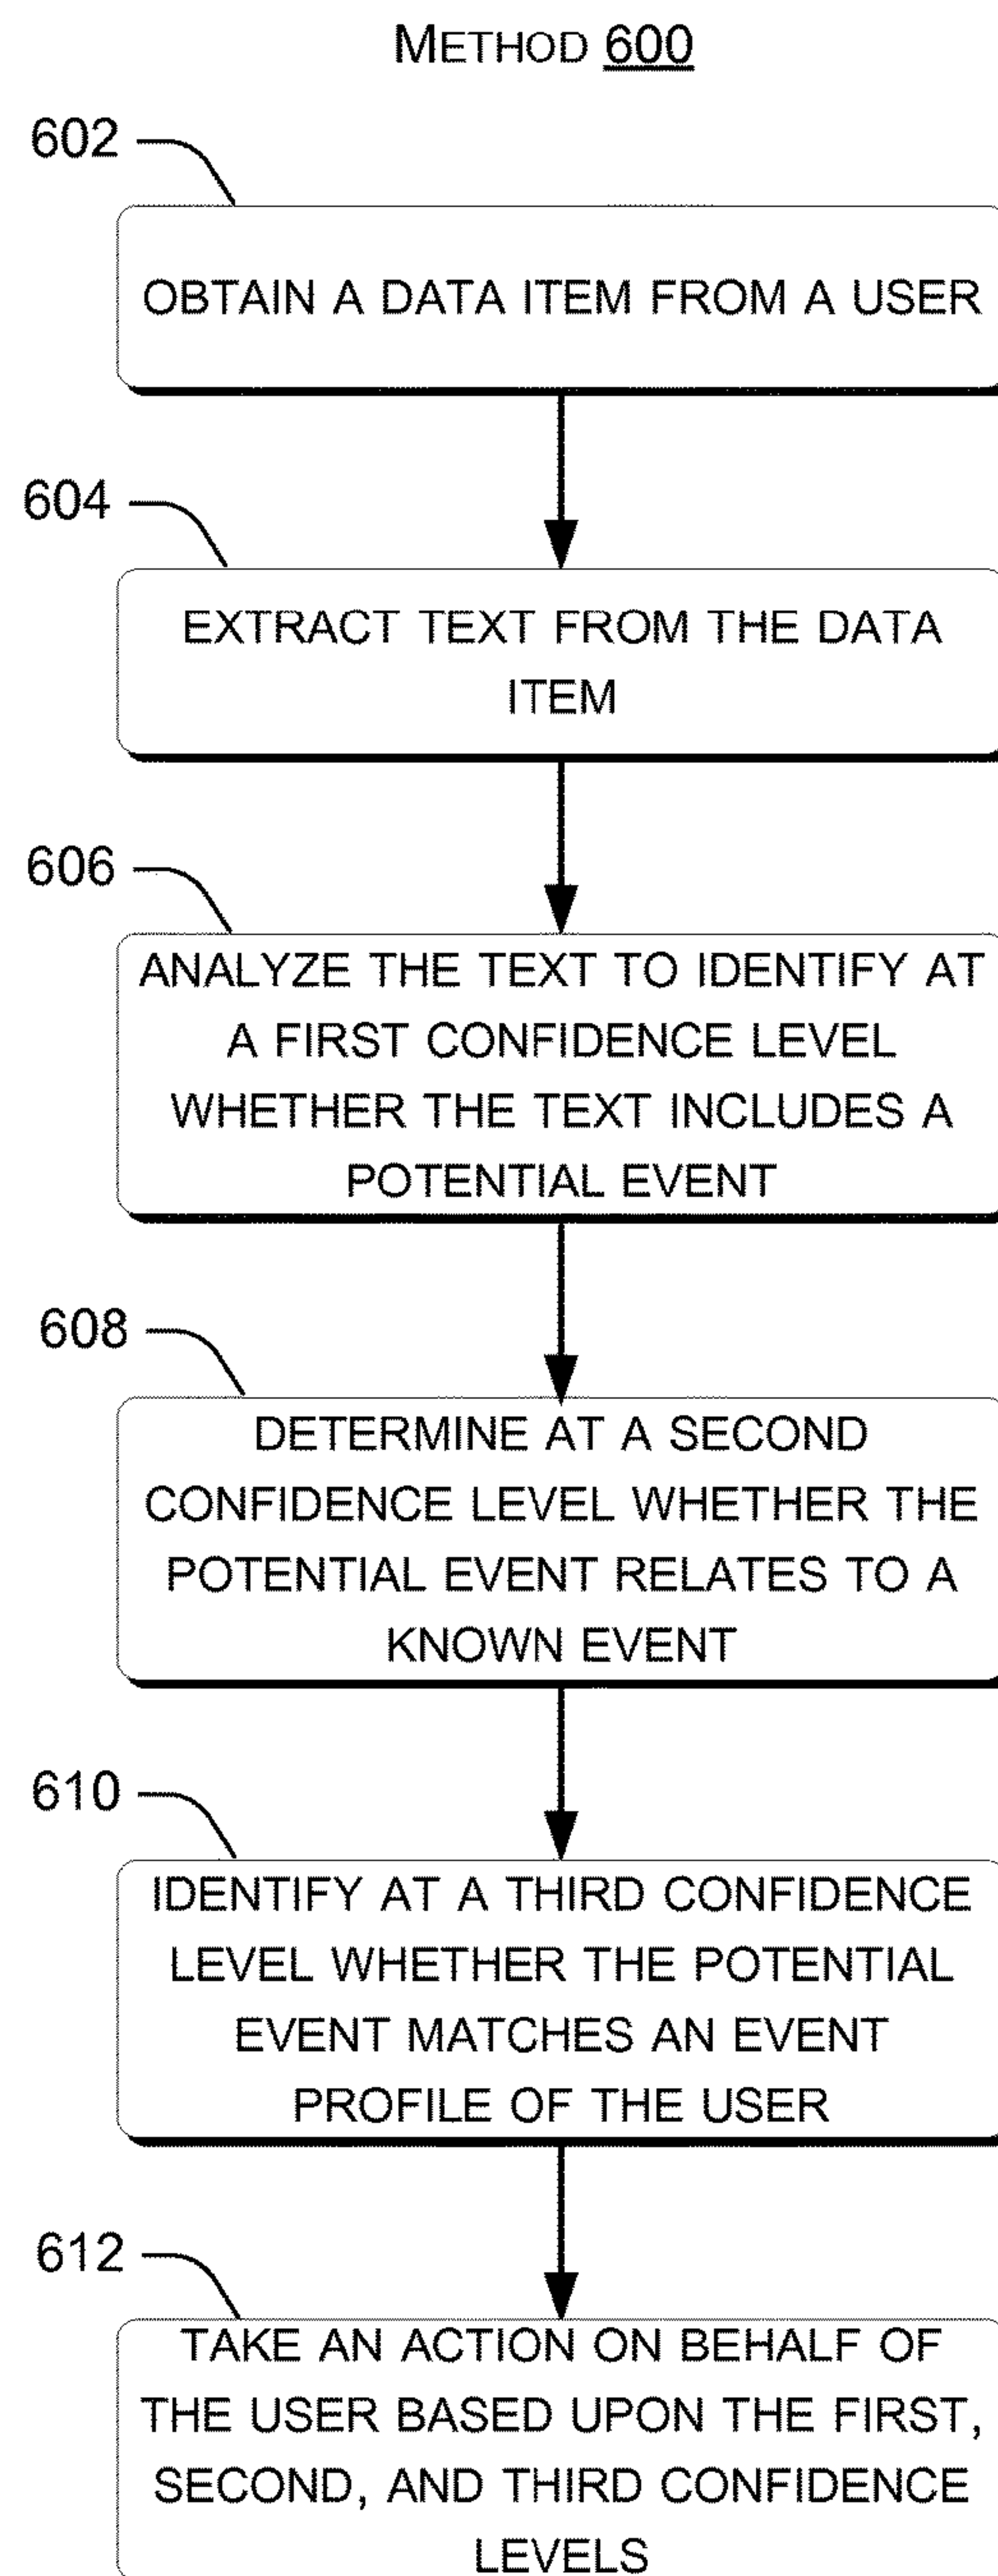 METHOD 600
602
OBTAIN A DATA ITEM FROM A USER
604
EXTRACT TEXT FROM THE DATA
ITEM
606
ANALYZE THE TEXT TO IDENTIFY AT
A FIRST CONFIDENCE LEVEL
WHETHER THE TEXT INCLUDES A
POTENTIAL EVENT
608
DETERMINE AT A SECOND
CONFIDENCE LEVEL WHETHER THE
POTENTIAL EVENT RELATES TO A
KNOWN EVENT
610
IDENTIFY AT A THIRD CONFIDENCE
LEVEL WHETHER THE POTENTIAL
EVENT MATCHES AN EVENT
PROFILE OF THE USER
612
TAKE AN ACTION ON BEHALF OF
THE USER BASED UPON THE FIRST,
SECOND, AND THIRD CONFIDENCE
LEVELS